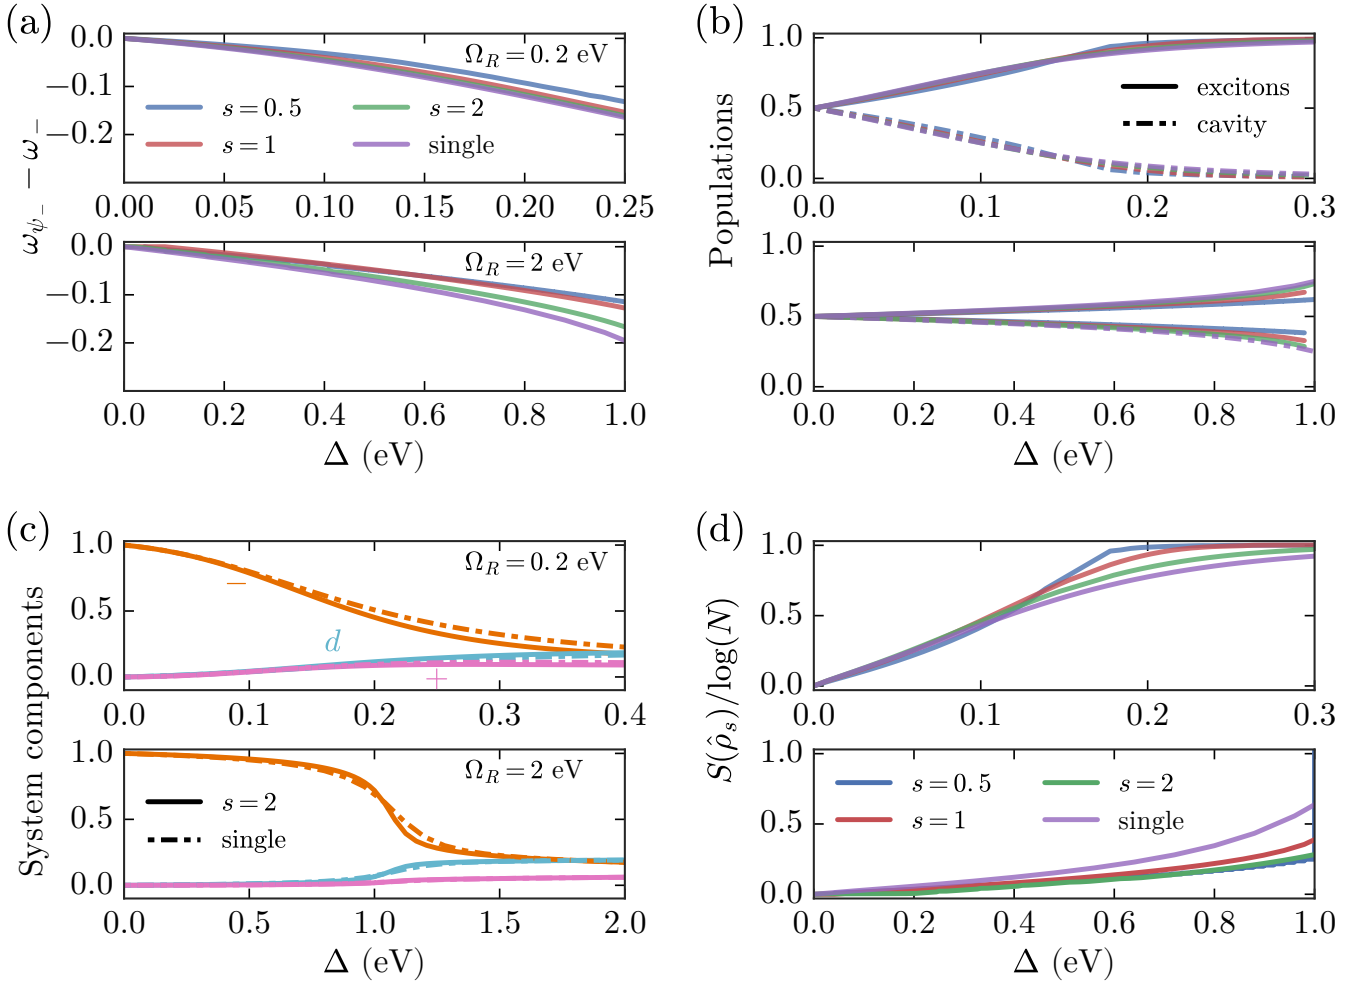 (a)
ω_ψ₋ − ω₋
0.0
−0.1
−0.2
Ω_R = 0.2 eV
s = 0.5
s = 1
s = 2
single
0.00 0.05 0.10 0.15 0.20 0.25
0.0
−0.1
−0.2
Ω_R = 2 eV
0.0 0.2 0.4 0.6 0.8 1.0
Δ (eV)
(b)
Populations
1.0
0.5
0.0
excitons
cavity
0.0 0.1 0.2 0.3
1.0
0.5
0.0
0.0 0.2 0.4 0.6 0.8 1.0
Δ (eV)
(c)
System components
1.0
0.5
0.0
Ω_R = 0.2 eV
−
d
+
0.0 0.1 0.2 0.3 0.4
1.0
0.5
0.0
Ω_R = 2 eV
s = 2
single
0.0 0.5 1.0 1.5 2.0
Δ (eV)
(d)
S(ρ̂_s)/log(N)
1.0
0.5
0.0
0.0 0.1 0.2 0.3
1.0
0.5
0.0
s = 0.5
s = 1
s = 2
single
0.0 0.2 0.4 0.6 0.8 1.0
Δ (eV)